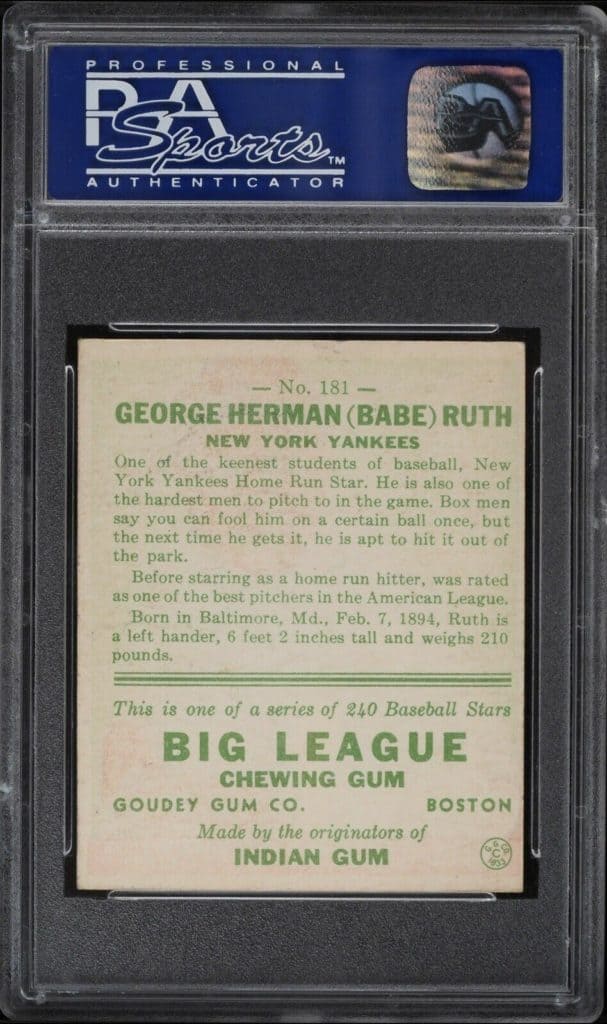 PROFESSIONAL
PSA
Sports™
AUTHENTICATOR
PSA
— No. 181 —
GEORGE HERMAN (BABE) RUTH
NEW YORK YANKEES
One of the keenest students of baseball, New
York Yankees Home Run Star. He is also one of
the hardest men to pitch to in the game. Box men
say you can fool him on a certain ball once, but
the next time he gets it, he is apt to hit it out of
the park.
Before starring as a home run hitter, was rated
as one of the best pitchers in the American League.
Born in Baltimore, Md., Feb. 7, 1894, Ruth is
a left hander, 6 feet 2 inches tall and weighs 210
pounds.
This is one of a series of 240 Baseball Stars
BIG LEAGUE
CHEWING GUM
GOUDEY GUM CO. BOSTON
Made by the originators of
INDIAN GUM
G. G. CO.
C
1933